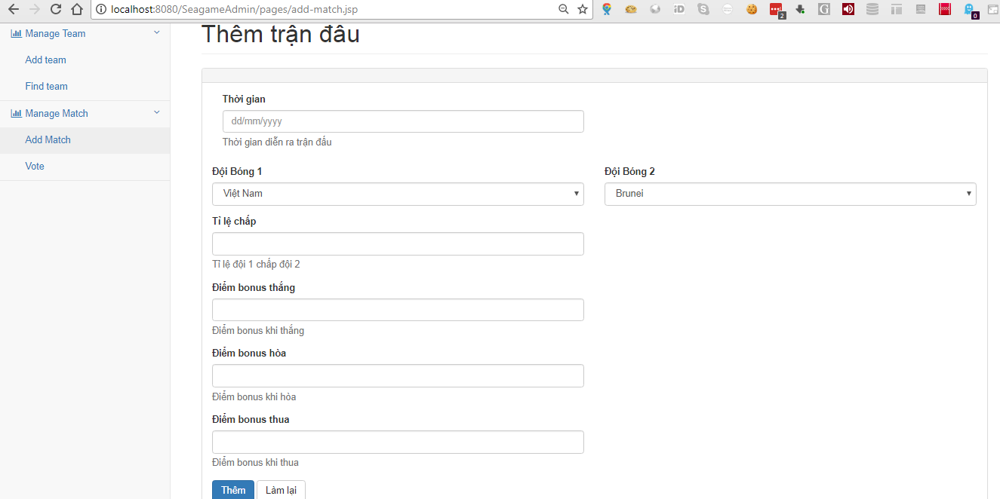 localhost:8080/SeagameAdmin/pages/add-match.jsp
2
0
Manage Team
Add team
Find team
Manage Match
Add Match
Vote
Thêm trận đâu
Thời gian
dd/mm/yyyy
Thời gian diễn ra trận đấu
Đội Bóng 1
Đội Bóng 2
Việt Nam
Brunei
Tỉ lệ chấp
Tỉ lệ đội 1 chấp đội 2
Điểm bonus thắng
Điểm bonus khi thắng
Điểm bonus hòa
Điểm bonus khi hòa
Điểm bonus thua
Điểm bonus khi thua
Thêm
Làm lại